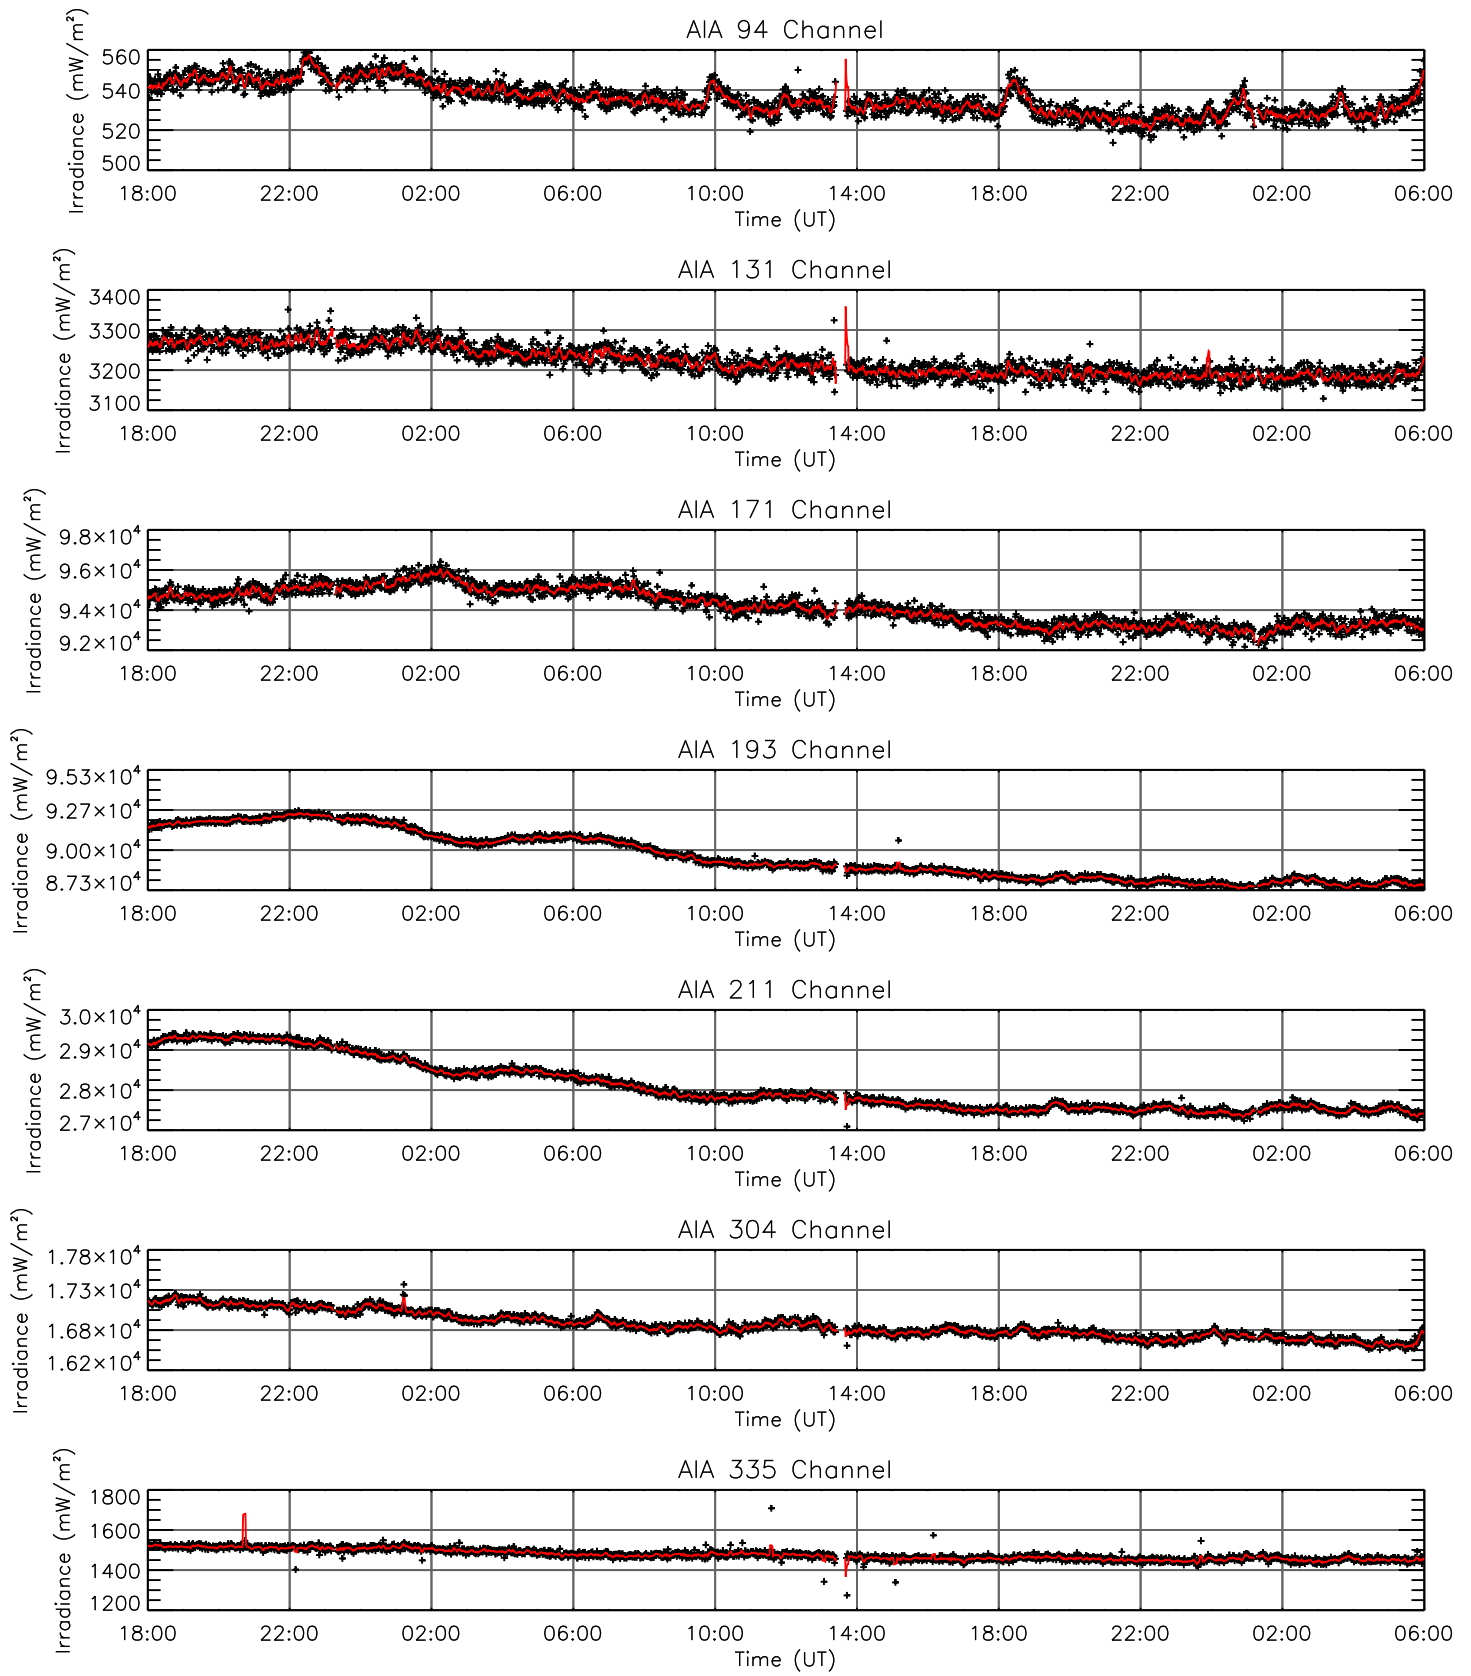 AIA 94 Channel
Irradiance (mW/m²)
560
540
520
500
18:00 22:00 02:00 06:00 10:00 14:00 18:00 22:00 02:00 06:00
Time (UT)
AIA 131 Channel
Irradiance (mW/m²)
3400
3300
3200
3100
18:00 22:00 02:00 06:00 10:00 14:00 18:00 22:00 02:00 06:00
Time (UT)
AIA 171 Channel
Irradiance (mW/m²)
9.8×10⁴
9.6×10⁴
9.4×10⁴
9.2×10⁴
18:00 22:00 02:00 06:00 10:00 14:00 18:00 22:00 02:00 06:00
Time (UT)
AIA 193 Channel
Irradiance (mW/m²)
9.53×10⁴
9.27×10⁴
9.00×10⁴
8.73×10⁴
18:00 22:00 02:00 06:00 10:00 14:00 18:00 22:00 02:00 06:00
Time (UT)
AIA 211 Channel
Irradiance (mW/m²)
3.0×10⁴
2.9×10⁴
2.8×10⁴
2.7×10⁴
18:00 22:00 02:00 06:00 10:00 14:00 18:00 22:00 02:00 06:00
Time (UT)
AIA 304 Channel
Irradiance (mW/m²)
1.78×10⁴
1.73×10⁴
1.68×10⁴
1.62×10⁴
18:00 22:00 02:00 06:00 10:00 14:00 18:00 22:00 02:00 06:00
Time (UT)
AIA 335 Channel
Irradiance (mW/m²)
1800
1600
1400
1200
18:00 22:00 02:00 06:00 10:00 14:00 18:00 22:00 02:00 06:00
Time (UT)